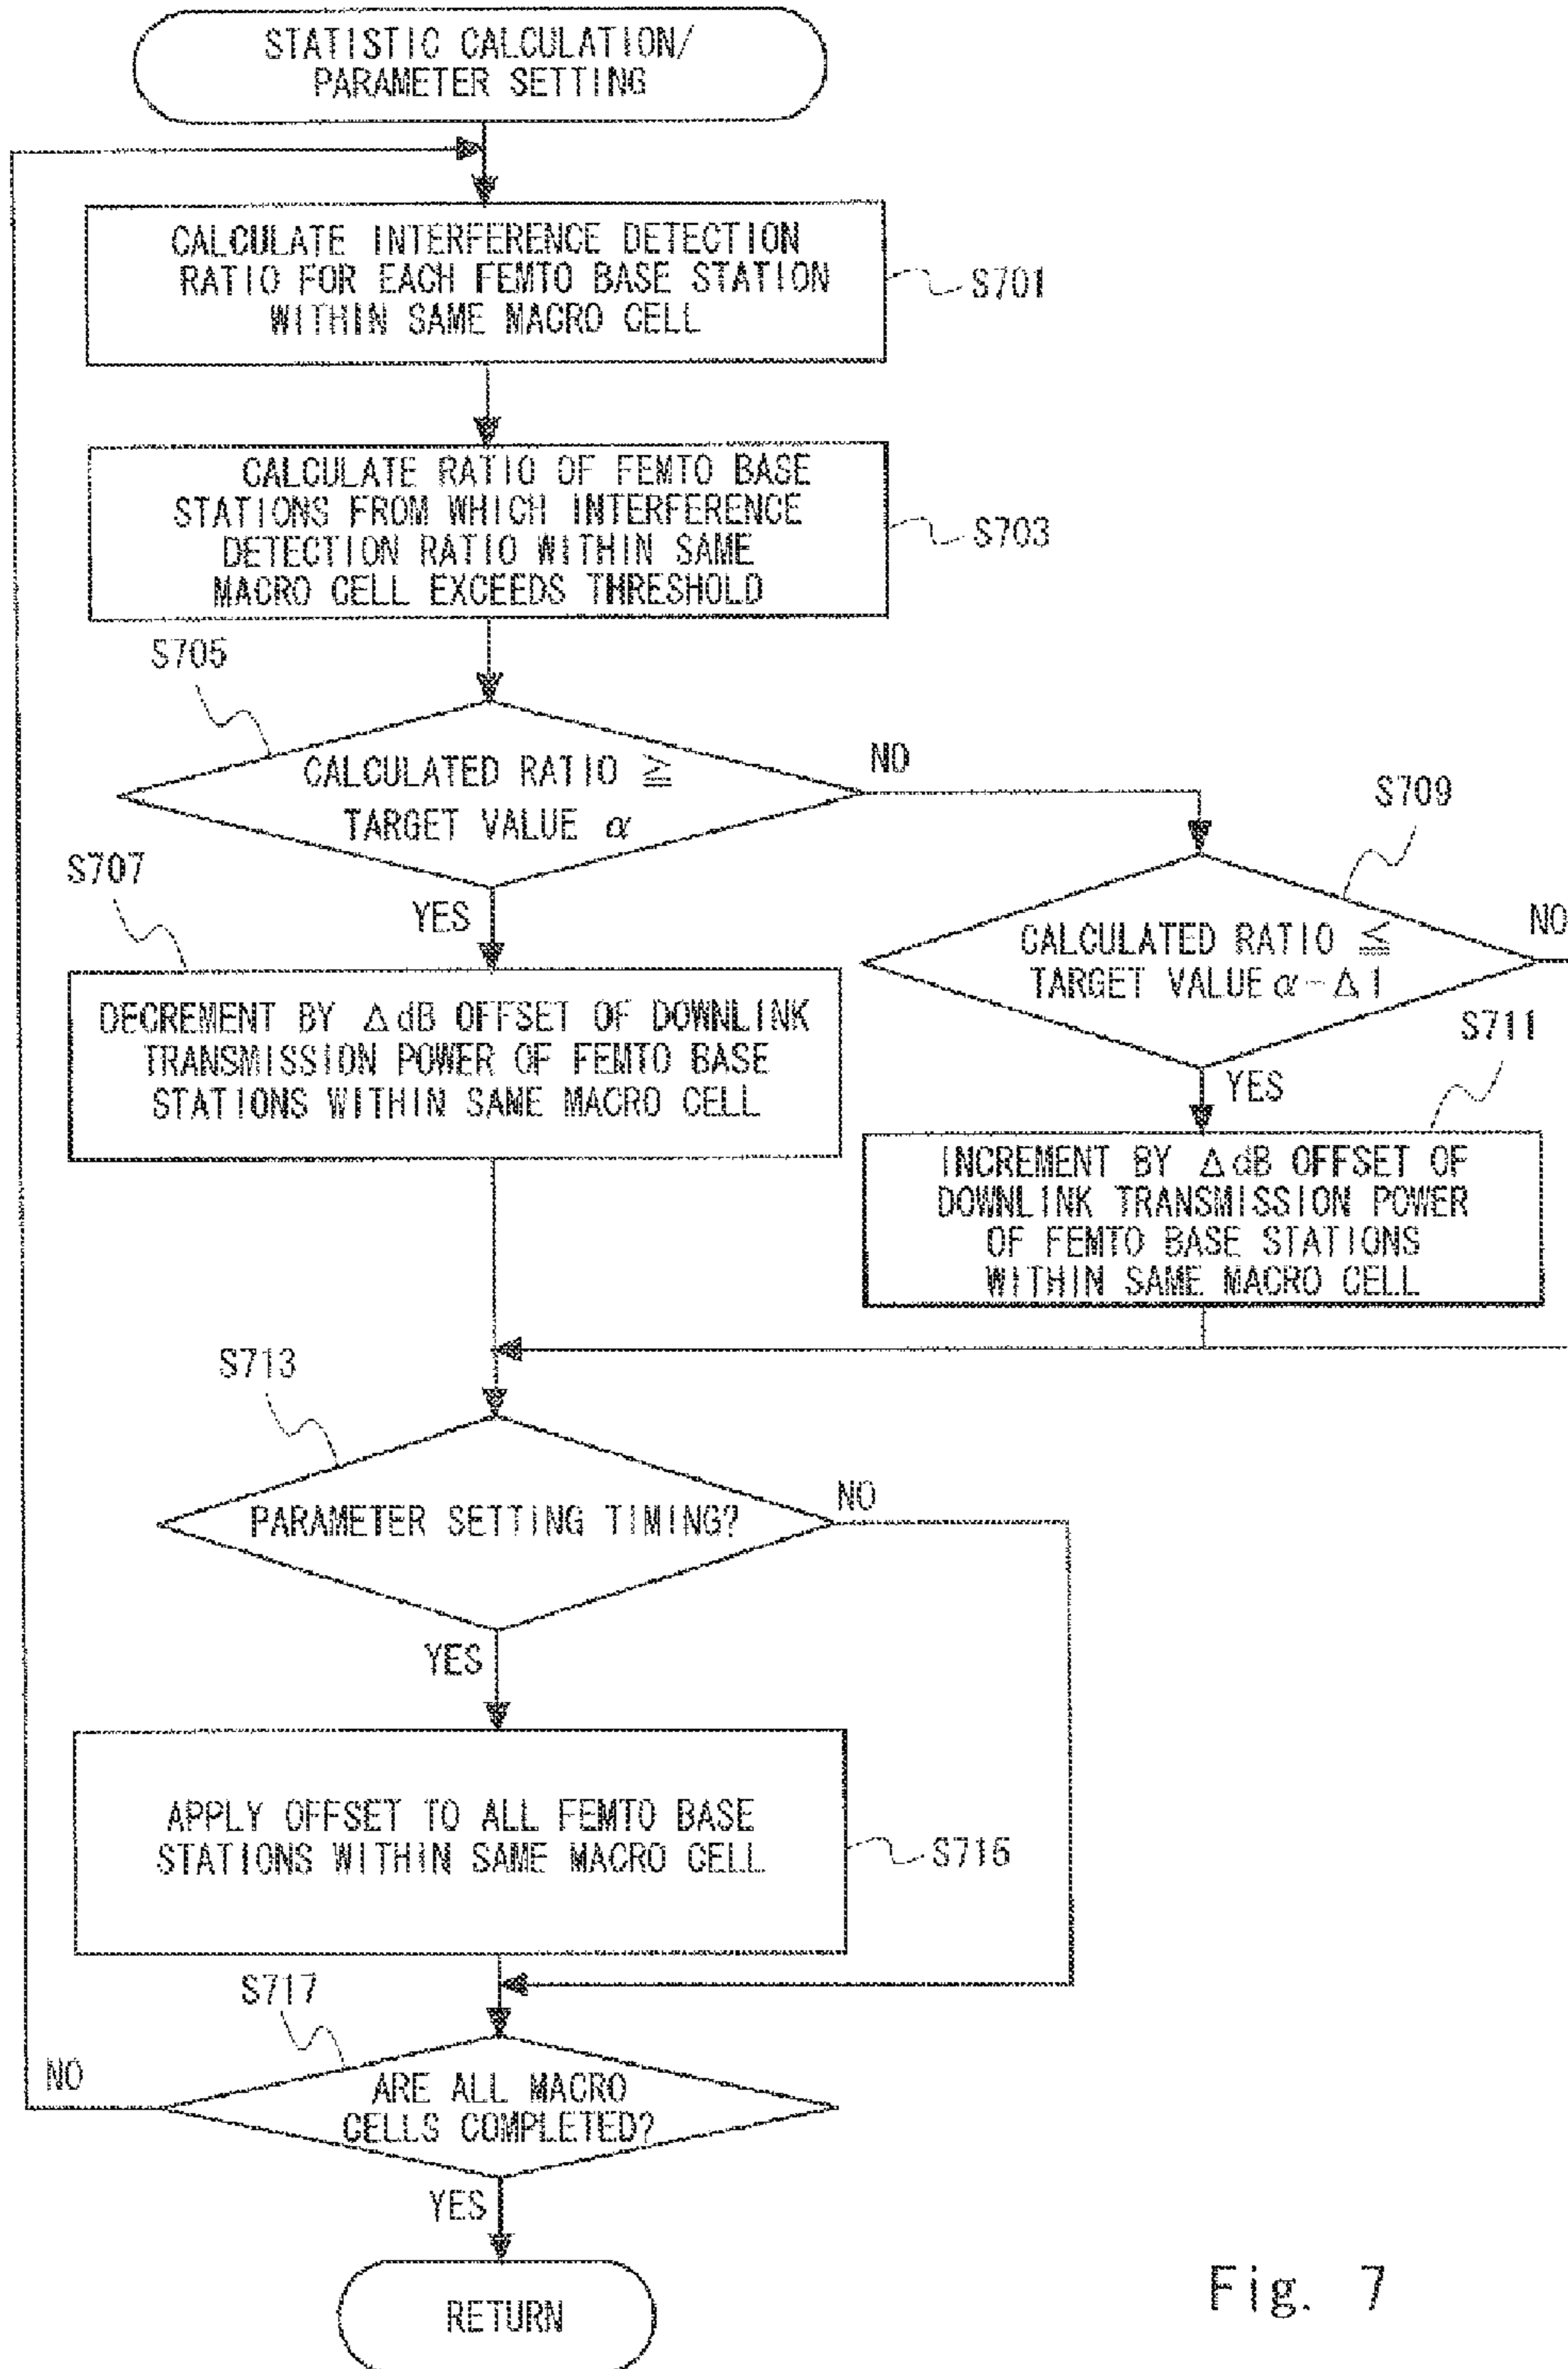 STATISTIC CALCULATION/
PARAMETER SETTING
CALCULATE INTERFERENCE DETECTION
RATIO FOR EACH FEMTO BASE STATION
WITHIN SAME MACRO CELL
S701
CALCULATE RATIO OF FEMTO BASE
STATIONS FROM WHICH INTERFERENCE
DETECTION RATIO WITHIN SAME
MACRO CELL EXCEEDS THRESHOLD
S703
S705
CALCULATED RATIO ≧
TARGET VALUE α
NO
YES
S709
CALCULATED RATIO ≦
TARGET VALUE α-Δ1
NO
YES
S707
DECREMENT BY ΔdB OFFSET OF DOWNLINK
TRANSMISSION POWER OF FEMTO BASE
STATIONS WITHIN SAME MACRO CELL
S711
INCREMENT BY ΔdB OFFSET OF
DOWNLINK TRANSMISSION POWER
OF FEMTO BASE STATIONS
WITHIN SAME MACRO CELL
S713
PARAMETER SETTING TIMING?
NO
YES
APPLY OFFSET TO ALL FEMTO BASE
STATIONS WITHIN SAME MACRO CELL
S715
S717
ARE ALL MACRO
CELLS COMPLETED?
NO
YES
RETURN
Fig. 7